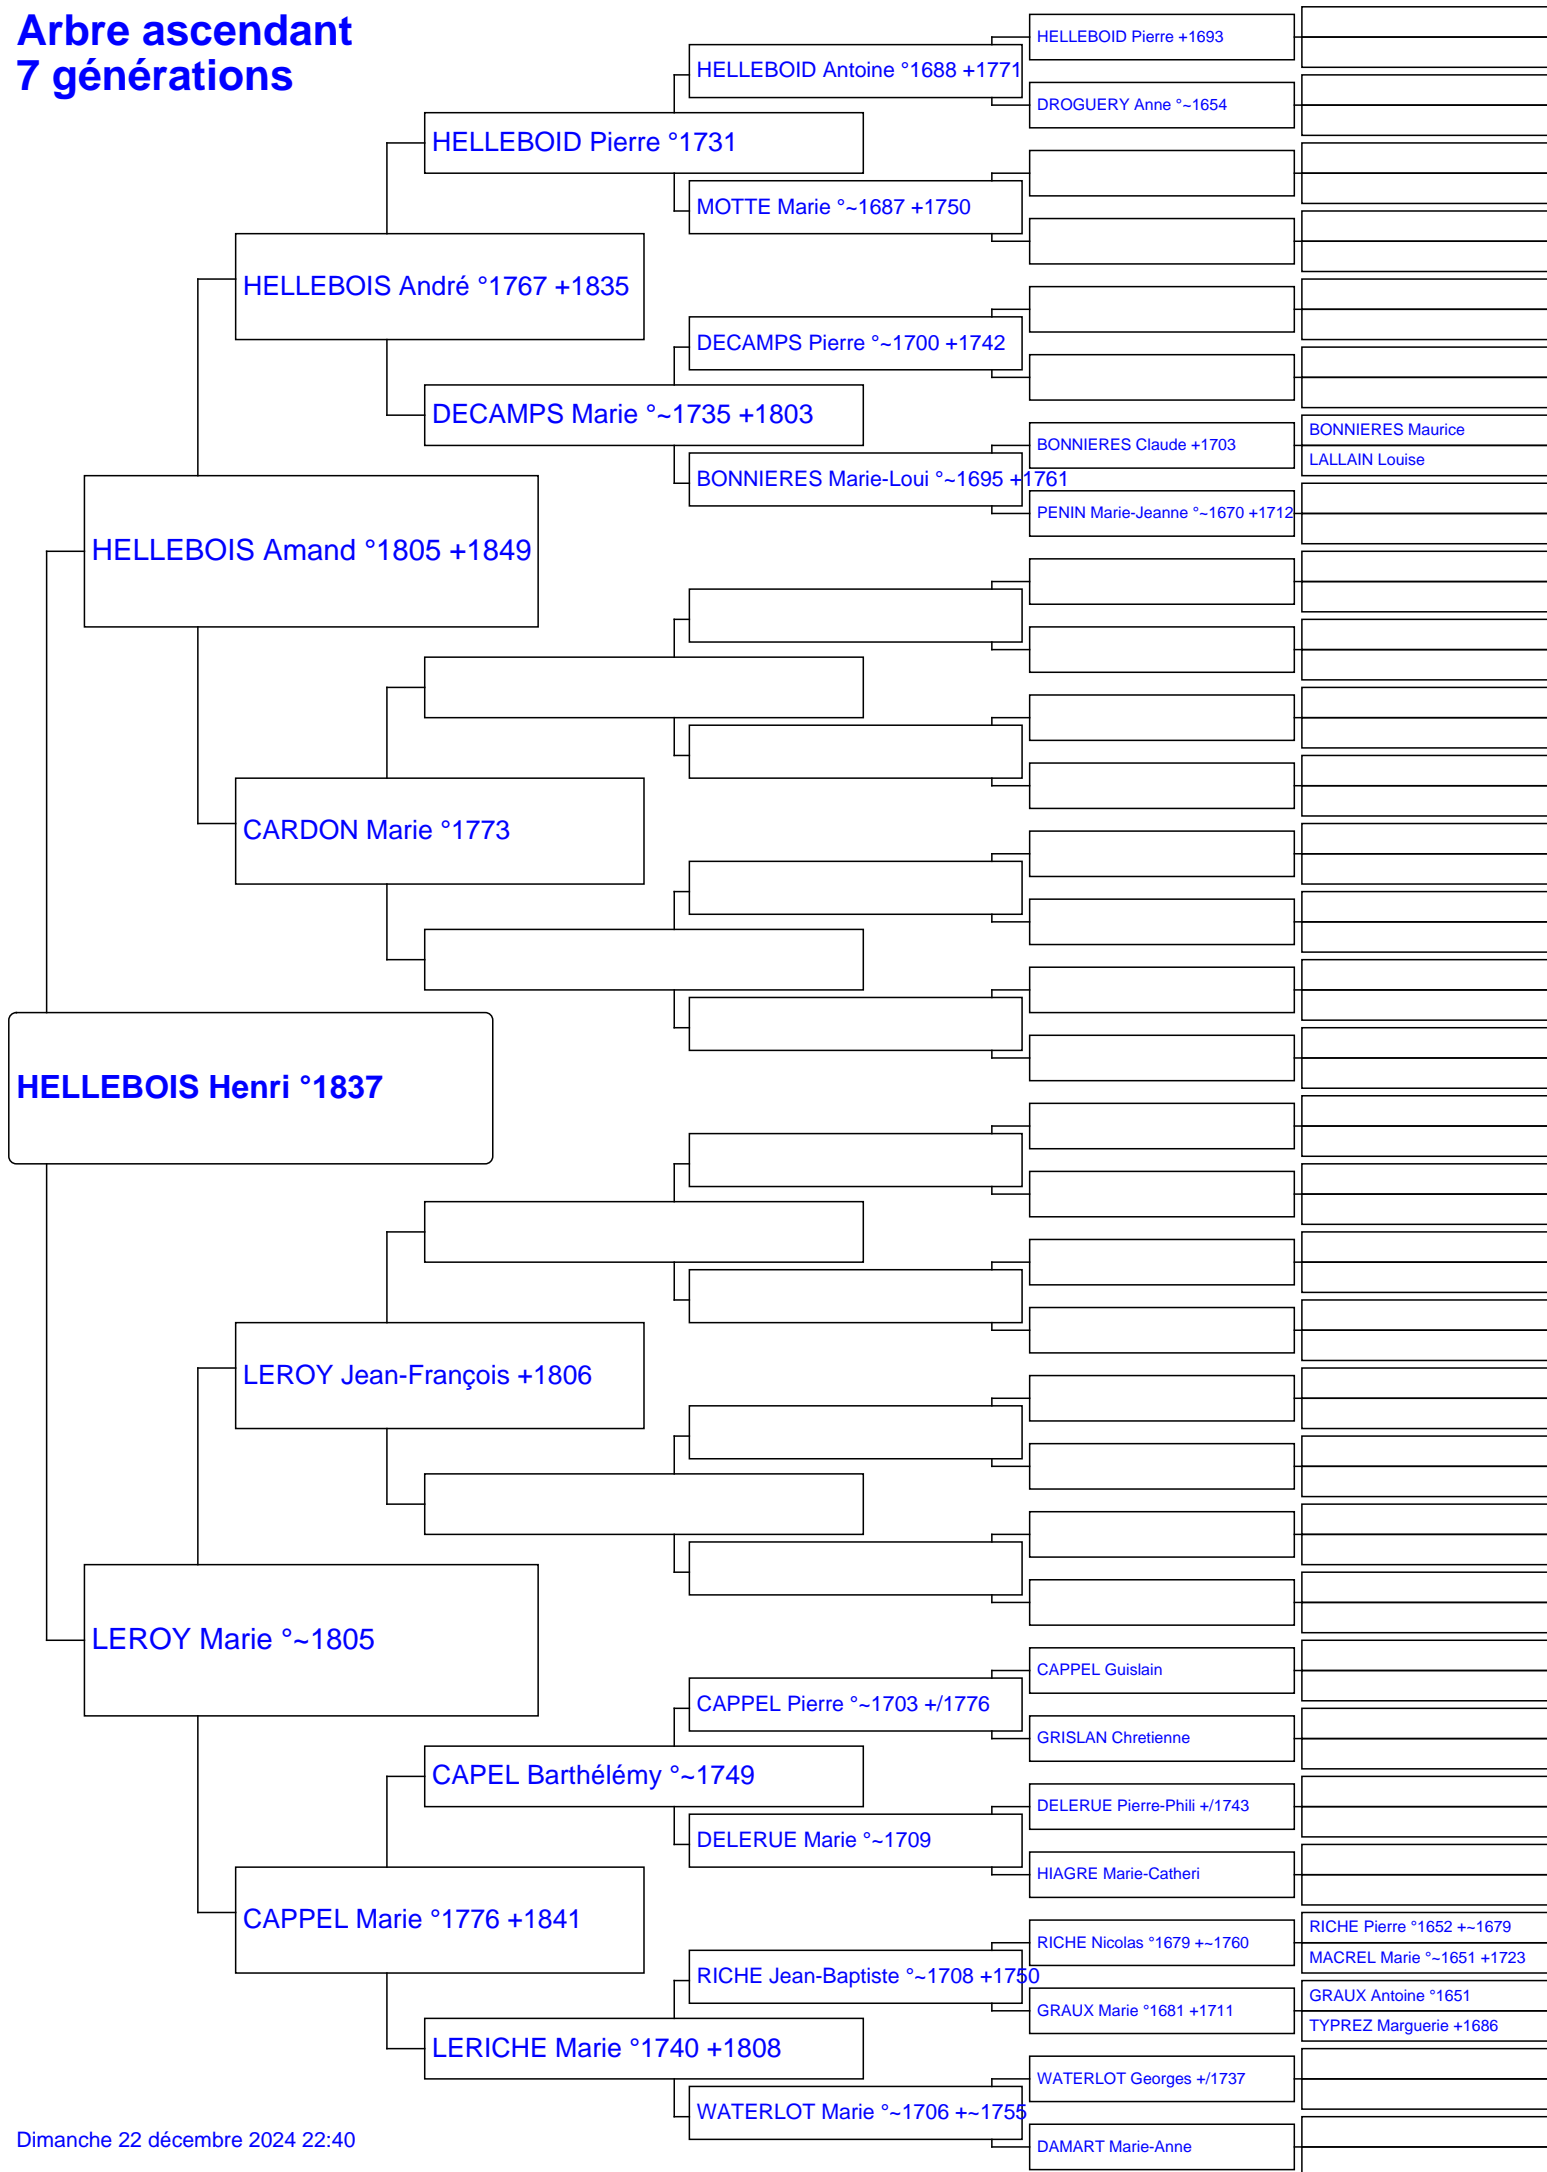 Arbre ascendant
7 générations
HELLEBOID Pierre +1693
HELLEBOID Antoine °1688 +1771
DROGUERY Anne °~1654
HELLEBOID Pierre °1731
MOTTE Marie °~1687 +1750
HELLEBOIS André °1767 +1835
DECAMPS Pierre °~1700 +1742
DECAMPS Marie °~1735 +1803
BONNIERES Maurice
BONNIERES Claude +1703
LALLAIN Louise
BONNIERES Marie-Loui °~1695 +1761
PENIN Marie-Jeanne °~1670 +1712
HELLEBOIS Amand °1805 +1849
CARDON Marie °1773
HELLEBOIS Henri °1837
LEROY Jean-François +1806
LEROY Marie °~1805
CAPPEL Guislain
CAPPEL Pierre °~1703 +/1776
GRISLAN Chretienne
CAPEL Barthélémy °~1749
DELERUE Pierre-Phili +/1743
DELERUE Marie °~1709
HIAGRE Marie-Catheri
CAPPEL Marie °1776 +1841
RICHE Pierre °1652 +~1679
RICHE Nicolas °1679 +~1760
MACREL Marie °~1651 +1723
RICHE Jean-Baptiste °~1708 +1750
GRAUX Antoine °1651
GRAUX Marie °1681 +1711
TYPREZ Marguerie +1686
LERICHE Marie °1740 +1808
WATERLOT Georges +/1737
WATERLOT Marie °~1706 +~1755
DAMART Marie-Anne
Dimanche 22 décembre 2024 22:40